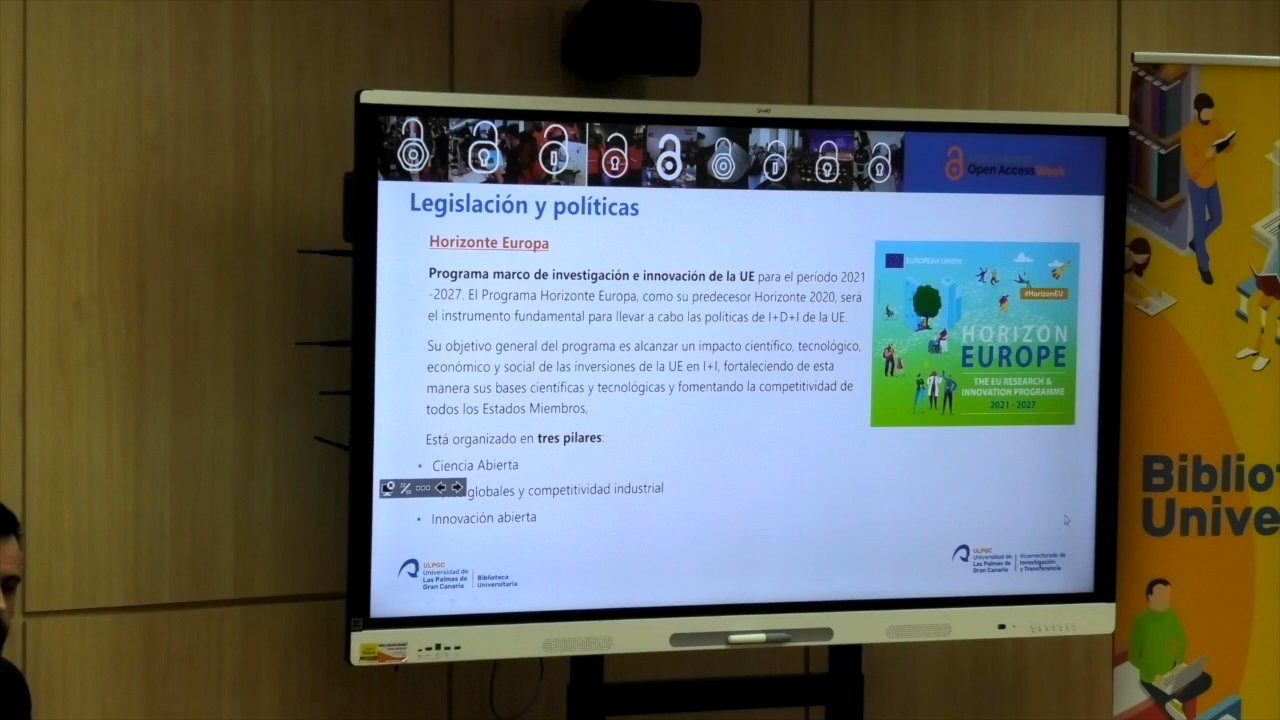 SMART
Open Access Week
Legislación y políticas
Horizonte Europa
Programa marco de investigación e innovación de la UE para el período 2021
-2027. El Programa Horizonte Europa, como su predecesor Horizonte 2020, será
el instrumento fundamental para llevar a cabo las políticas de I+D+I de la UE.
Su objetivo general del programa es alcanzar un impacto científico, tecnológico,
económico y social de las inversiones de la UE en I+I, fortaleciendo de esta
manera sus bases científicas y tecnológicas y fomentando la competitividad de
todos los Estados Miembros,
Está organizado en tres pilares:
• Ciencia Abierta
globales y competitividad industrial
• Innovación abierta
EUROPEAN UNION
#HorizonEU
HORIZON
EUROPE
THE EU RESEARCH &
INNOVATION PROGRAMME
2021 - 2027
ULPGC
Universidad de
Las Palmas de
Gran Canaria
Biblioteca
Universitaria
ULPGC
Universidad de
Las Palmas de
Gran Canaria
Vicerrectorado de
Investigación
y Transferencia
Biblio
Unive